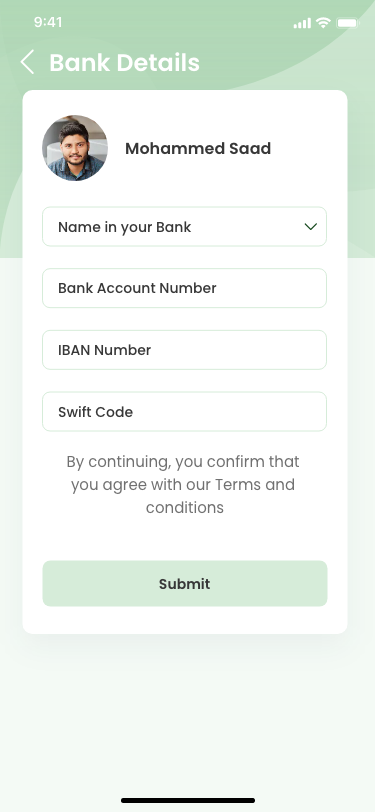 9:41
Bank Details
Mohammed Saad
Name in your Bank
Bank Account Number
IBAN Number
Swift Code
By continuing, you confirm that
you agree with our Terms and
conditions
Submit